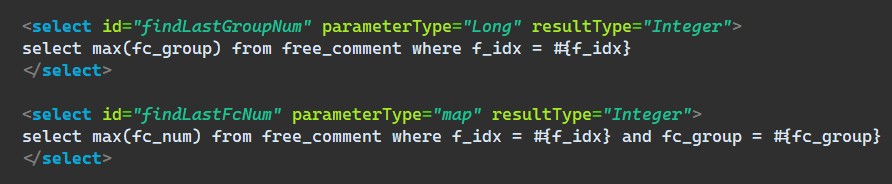 <select id="findLastGroupNum" parameterType="Long" resultType="Integer">
select max(fc_group) from free_comment where f_idx = #{f_idx}
</select>
<select id="findLastFcNum" parameterType="map" resultType="Integer">
select max(fc_num) from free_comment where f_idx = #{f_idx} and fc_group = #{fc_group}
</select>